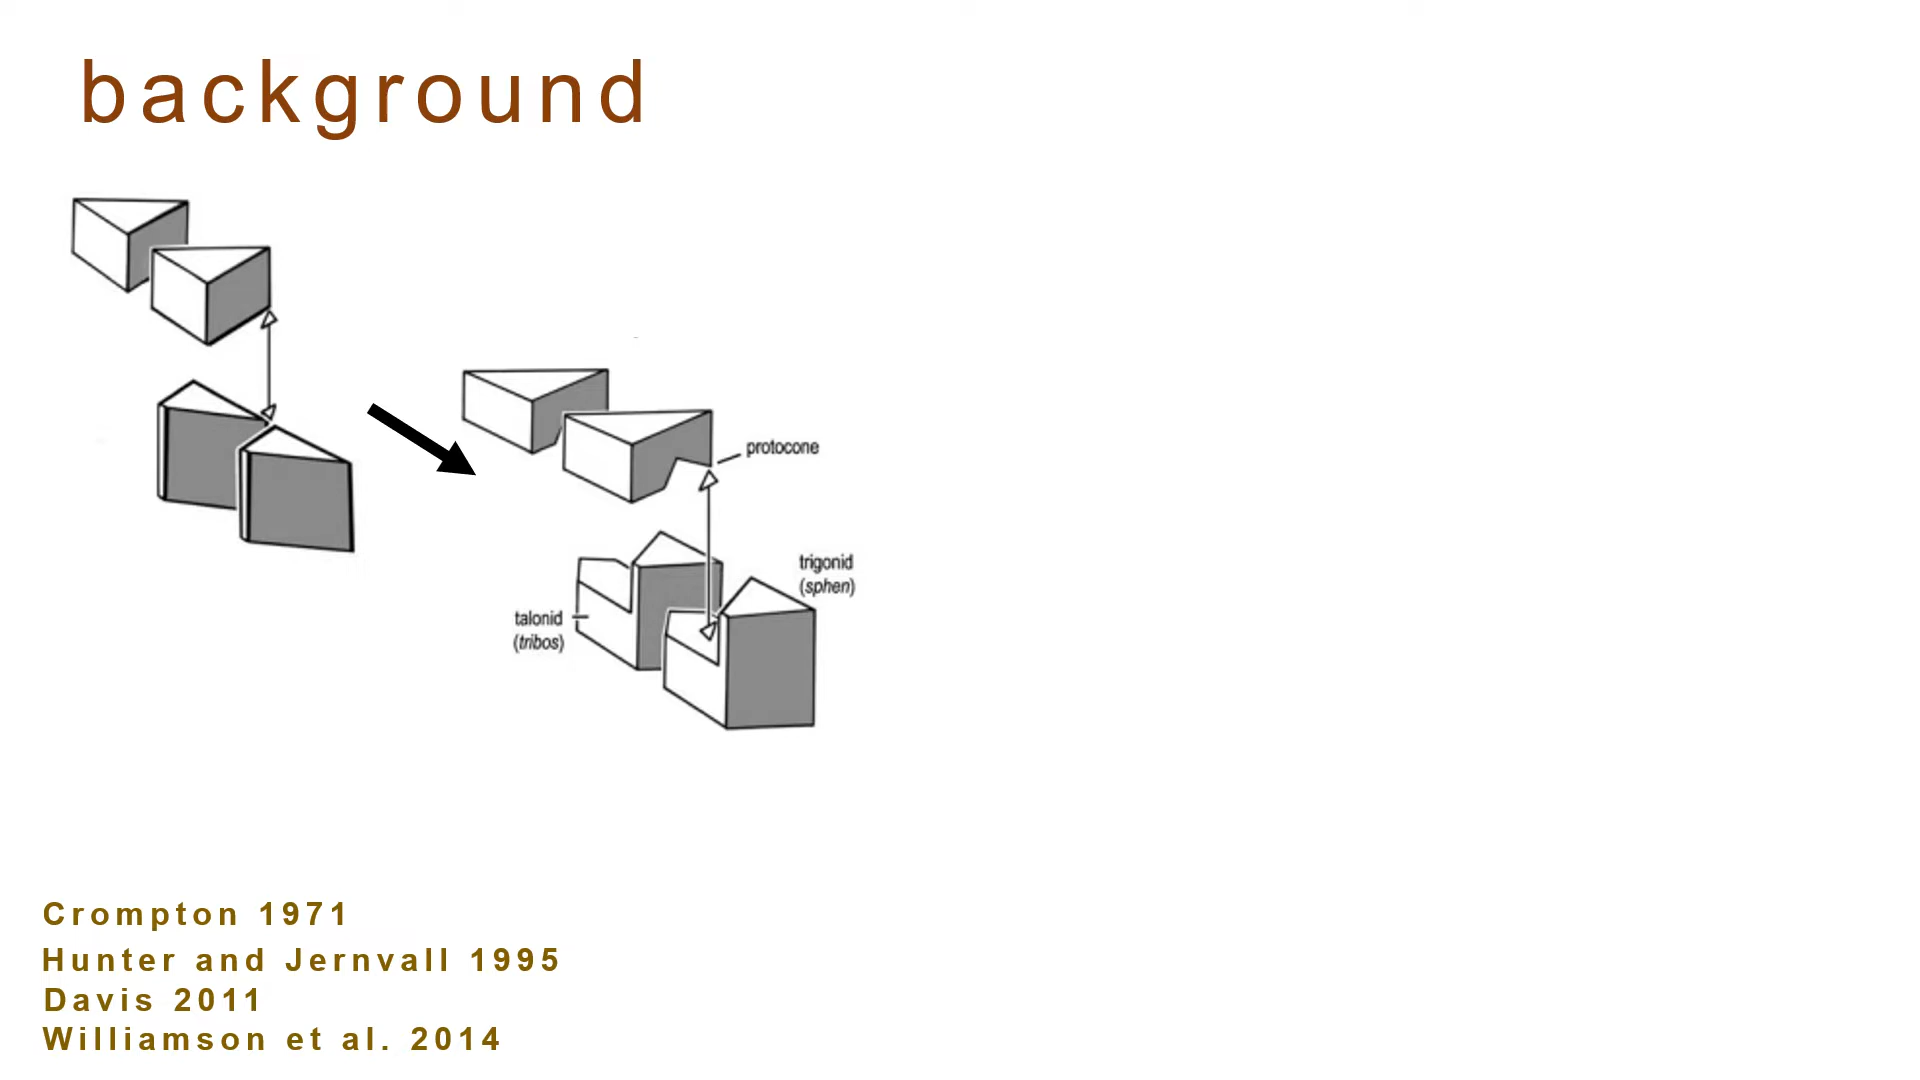 background
protocone
trigonid
(sphen)
talonid
(tribos)
Crompton 1971
Hunter and Jernvall 1995
Davis 2011
Williamson et al. 2014